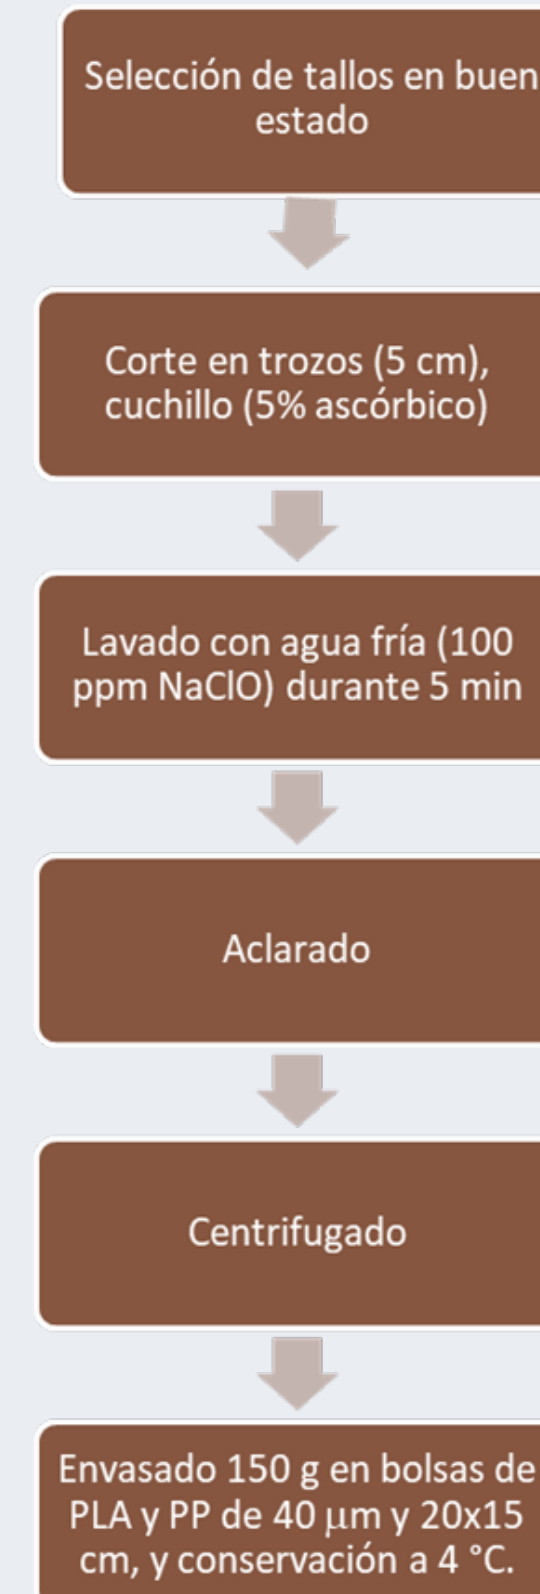 Selección de tallos en buen
estado
Corte en trozos (5 cm),
cuchillo (5% ascórbico)
Lavado con agua fría (100
ppm NaClO) durante 5 min
Aclarado
Centrifugado
Envasado 150 g en bolsas de
PLA y PP de 40 μm y 20x15
cm, y conservación a 4 °C.